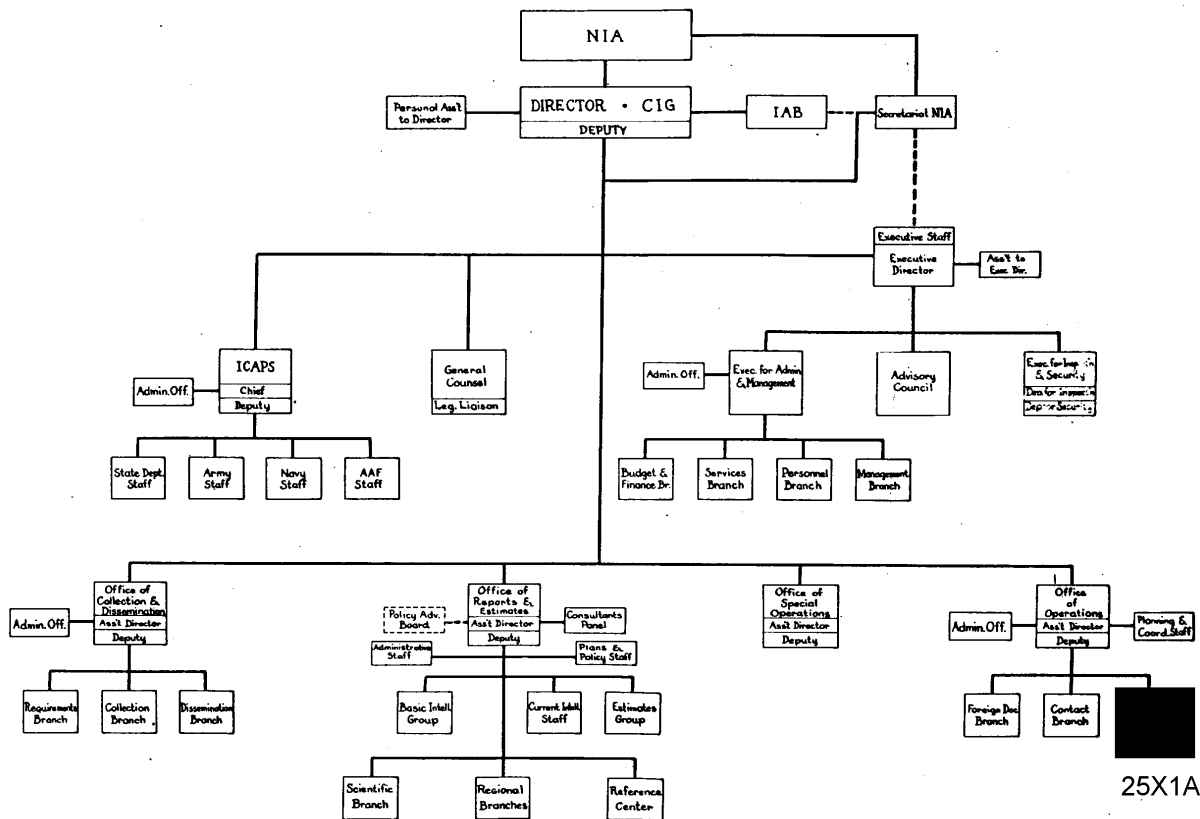 NIA
Personal Ass't
to Director
DIRECTOR · CIG
DEPUTY
IAB
Secretariat NIA
Executive Staff
Executive
Director
Ass't to
Exec. Dir.
ICAPS
Chief
Deputy
Admin. Off.
General
Counsel
Leg. Liaison
Admin. Off.
Exec. for Admin
& Management
Advisory
Council
Exec. for
& Security
Dep. for Security
State Dept.
Staff
Army
Staff
Navy
Staff
AAF
Staff
Budget &
Finance Br.
Services
Branch
Personnel
Branch
Management
Branch
Office of
Collection &
Dissemination
Ass't Director
Deputy
Admin. Off.
Office of
Reports &
Estimates
Ass't Director
Deputy
Policy Adv.
Board
Consultants
Panel
Administrative
Staff
Plans &
Policy Staff
Office of
Special
Operations
Ass't Director
Deputy
Office
of
Operations
Ass't Director
Deputy
Admin. Off.
Planning &
Coord. Staff
Requirements
Branch
Collection
Branch
Dissemination
Branch
Basic Intell.
Group
Current Intell.
Staff
Estimates
Group
Foreign Doc.
Branch
Contact
Branch
Scientific
Branch
Regional
Branches
Reference
Center
25X1A